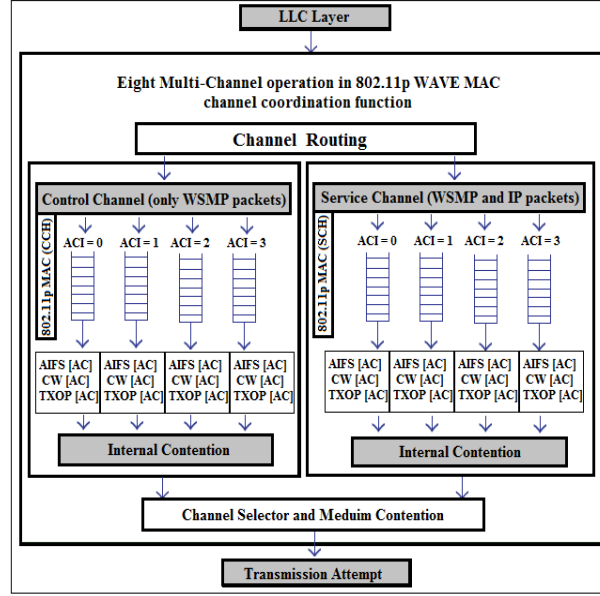 LLC Layer
Eight Multi-Channel operation in 802.11p WAVE MAC
channel coordination function
Channel Routing
Control Channel (only WSMP packets)
802.11p MAC (CCH)
ACI = 0 ACI = 1 ACI = 2 ACI = 3
AIFS [AC] AIFS [AC] AIFS [AC] AIFS [AC]
CW [AC] CW [AC] CW [AC] CW [AC]
TXOP [AC] TXOP [AC] TXOP [AC] TXOP [AC]
Internal Contention
Service Channel (WSMP and IP packets)
802.11p MAC (SCH)
ACI = 0 ACI = 1 ACI = 2 ACI = 3
AIFS [AC] AIFS [AC] AIFS [AC] AIFS [AC]
CW [AC] CW [AC] CW [AC] CW [AC]
TXOP [AC] TXOP [AC] TXOP [AC] TXOP [AC]
Internal Contention
Channel Selector and Meduim Contention
Transmission Attempt